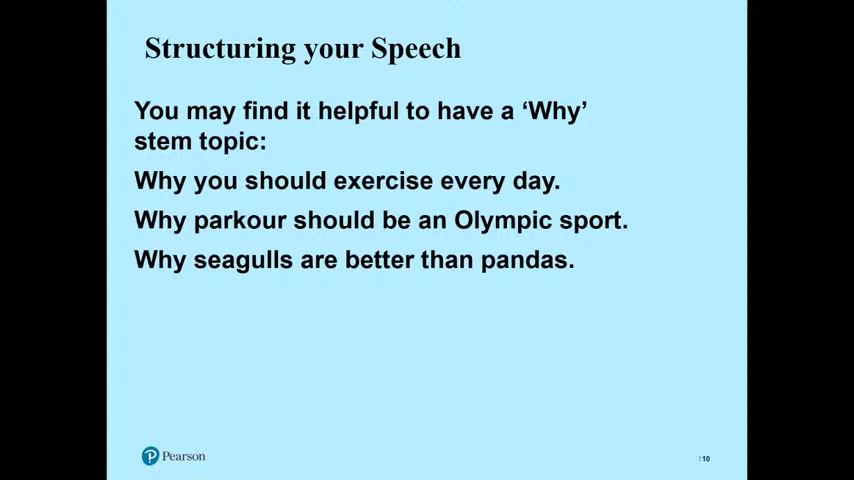 Structuring your Speech
You may find it helpful to have a ‘Why’
stem topic:
Why you should exercise every day.
Why parkour should be an Olympic sport.
Why seagulls are better than pandas.
Pearson
| 10